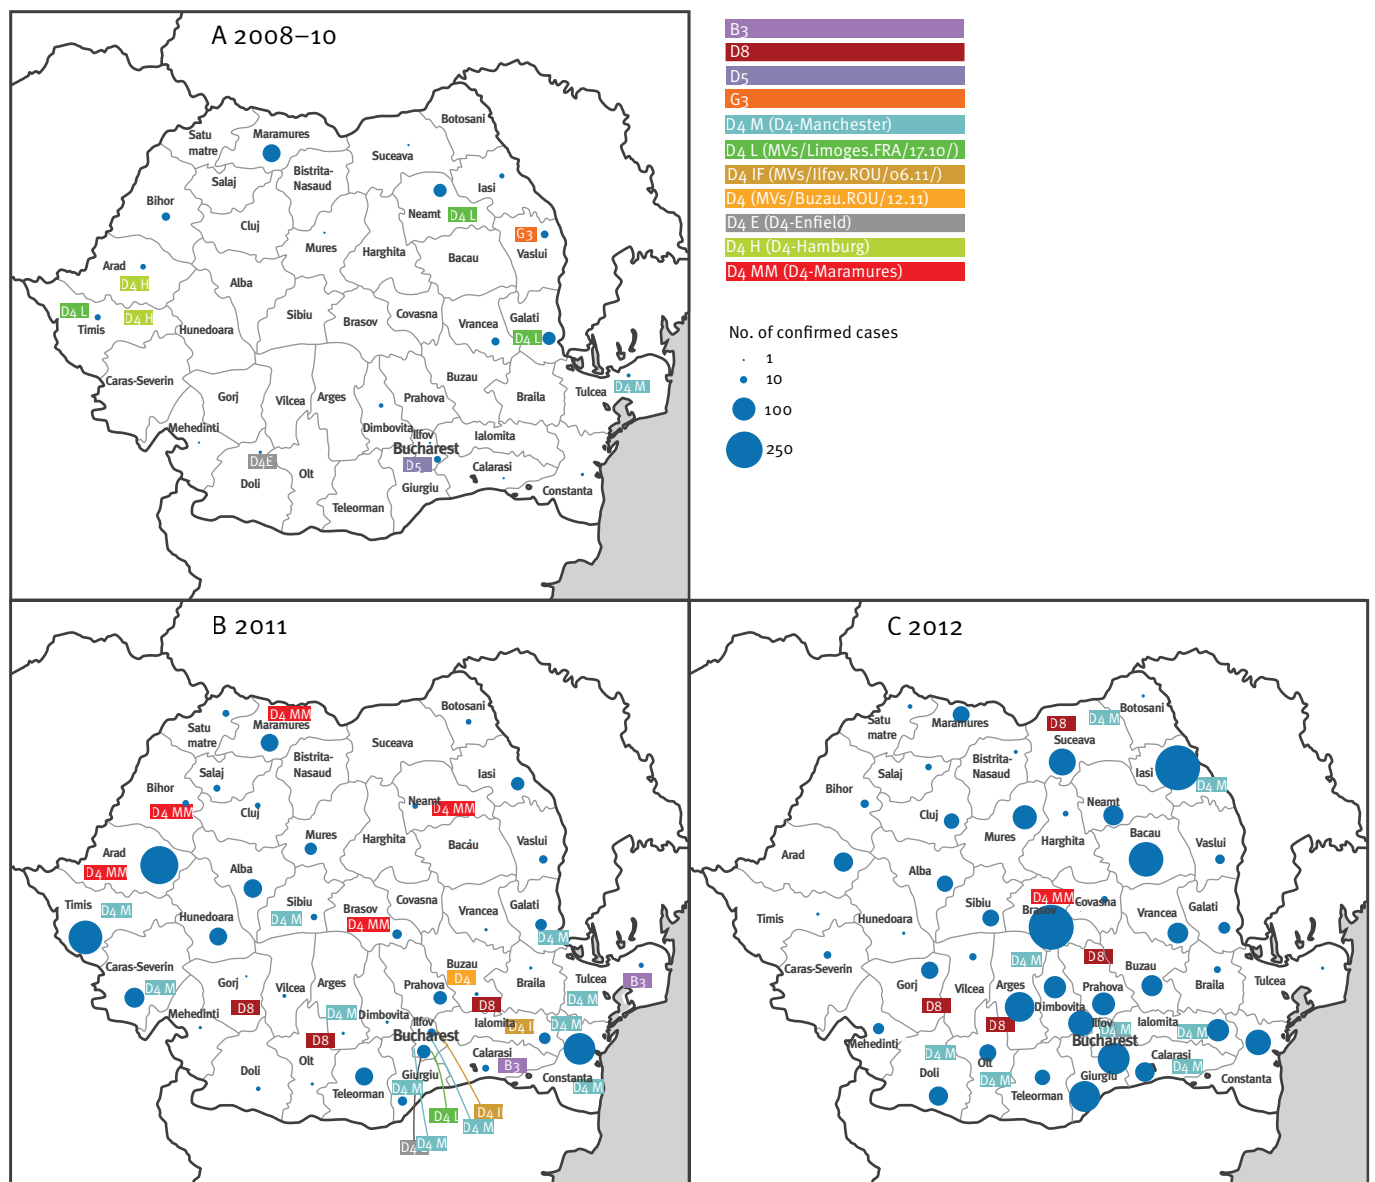 A 2008–10
Botosani
Satu
matre
Maramures
Suceava
Bistrita-
Nasaud
Salaj
Iasi
Bihor
Neamt
D4 L
Cluj
G3
Mures
Harghita
Vaslui
Bacau
Arad
Alba
D4 H
D4 L
D4 H
Timis
Hunedoara
Sibiu
Brasov
Covasna
Vrancea
Galati
D4 L
Caras-Severin
Buzau
Gorj
Vilcea
Arges
Prahova
Braila
Tulcea
D4 M
Mehedinti
Dimbovita
Ilfov
Ialomita
Bucharest
D4E
D5
Calarasi
Olt
Doli
Giurgiu
Constanta
Teleorman
B3
D8
D5
G3
D4 M (D4-Manchester)
D4 L (MVs/Limoges.FRA/17.10/)
D4 IF (MVs/Ilfov.ROU/06.11/)
D4 (MVs/Buzau.ROU/12.11)
D4 E (D4-Enfield)
D4 H (D4-Hamburg)
D4 MM (D4-Maramures)
No. of confirmed cases
1
10
100
250
B 2011
Botosani
D4 MM
Satu
matre
Maramures
Suceava
Bistrita-
Nasaud
Salaj
Iasi
Bihor
D4 MM
Cluj
Neamt
D4 MM
Mures
Harghita
Bacau
Vaslui
Arad
D4 MM
Alba
Timis
D4 M
Hunedoara
Sibiu
D4 M
Brasov
D4 MM
Covasna
Vrancea
Galati
D4 M
Caras-Severin
D4 M
Gorj
Vilcea
Arges
Prahova
Buzau
D4
Braila
Tulcea
B3
D8
D8
D4 M
Mehedinti
D4 M
Dimbovita
Ilfov
Ialomita
D4 I
D4 M
Bucharest
D8
Olt
Doli
Calarasi
B3
Giurgiu
D4 M
Constanta
D4 M
Teleorman
D4 L
D4 I
D4 M
D4
D4 M
C 2012
Botosani
Satu
matre
Maramures
D8
D4 M
Suceava
Bistrita-
Nasaud
Salaj
Iasi
D4 M
Bihor
Neamt
Cluj
Mures
Harghita
Bacau
Vaslui
Arad
Alba
D4 MM
Timis
Hunedoara
Sibiu
Brasov
Covasna
Vrancea
Galati
D4 M
D8
Caras-Severin
Gorj
Vilcea
Arges
Prahova
Buzau
Braila
Tulcea
D8
Dimbovita
D8
Ilfov
D4 M
Ialomita
D4 M
Mehedinti
Bucharest
D4 M
Olt
Doli
D4 M
Calarasi
D4 M
Giurgiu
Constanta
Teleorman